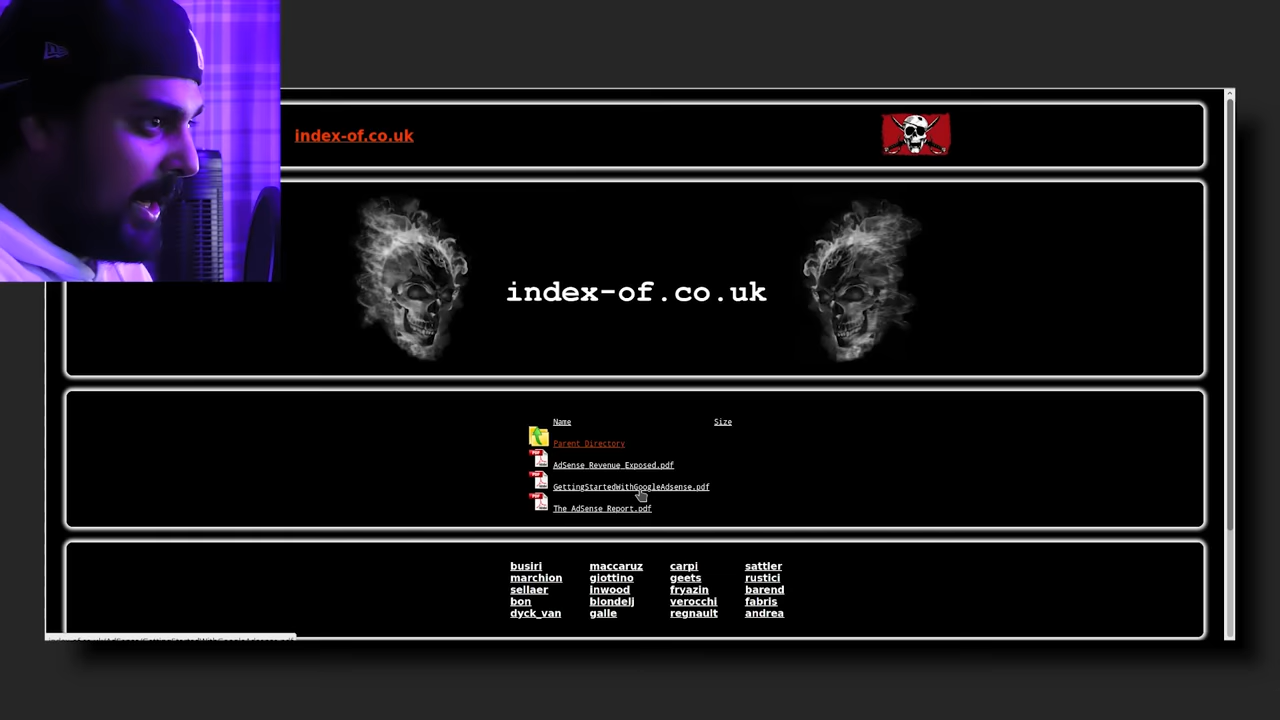 index-of.co.uk
index-of.co.uk
Name Size
Parent Directory
AdSense Revenue Exposed.pdf
GettingStartedWithGoogleAdsense.pdf
The AdSense Report.pdf
busiri maccaruz carpi sattler
marchion giottino geets rustici
sellaer lnwood fryazin barend
bon blondelj verocchi fabris
dyck_van galle regnault andrea